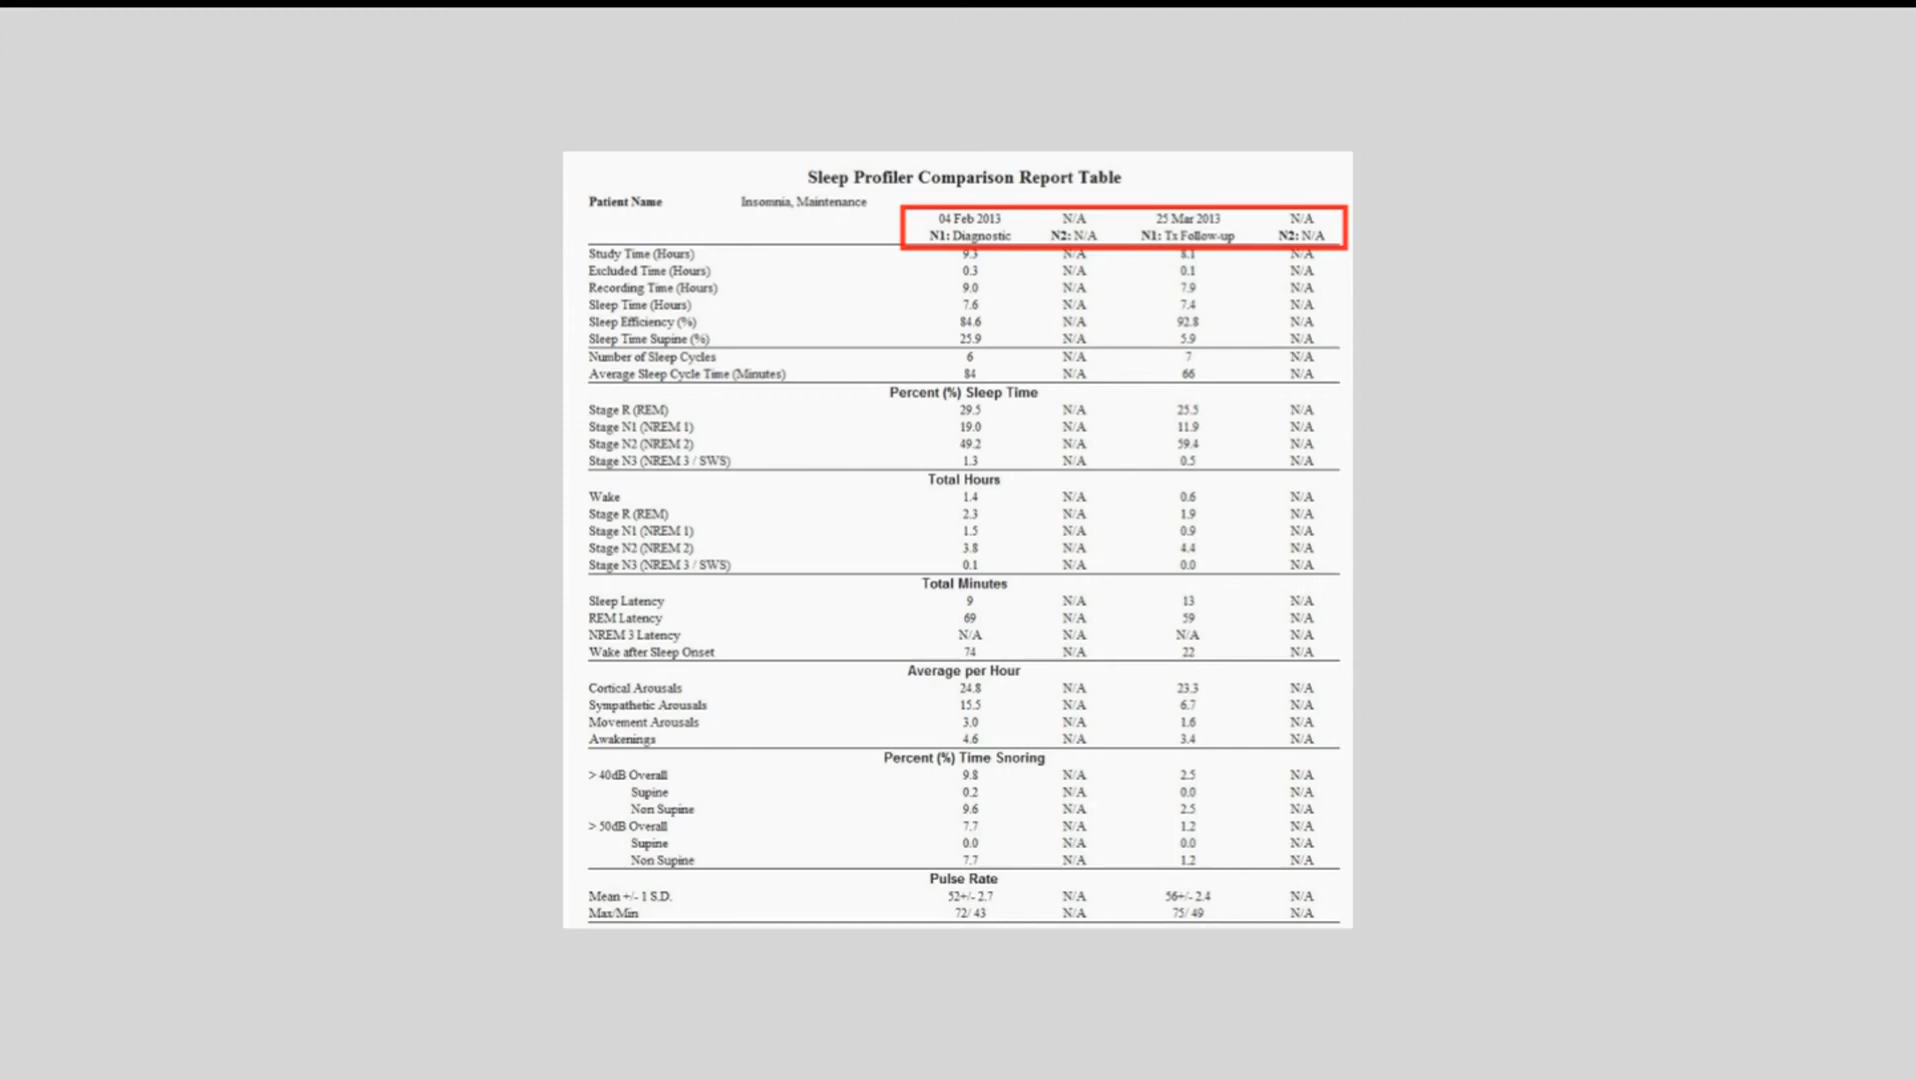 Sleep Profiler Comparison Report Table
Patient Name Insomnia, Maintenance
04 Feb 2013 N/A 25 Mar 2013 N/A
N1: Diagnostic N2: N/A N1: Tx Follow-up N2: N/A
Study Time (Hours) 9.3 N/A 8.1 N/A
Excluded Time (Hours) 0.3 N/A 0.1 N/A
Recording Time (Hours) 9.0 N/A 7.9 N/A
Sleep Time (Hours) 7.6 N/A 7.4 N/A
Sleep Efficiency (%) 84.6 N/A 92.8 N/A
Sleep Time Supine (%) 25.9 N/A 5.9 N/A
Number of Sleep Cycles 6 N/A 7 N/A
Average Sleep Cycle Time (Minutes) 84 N/A 66 N/A
Percent (%) Sleep Time
Stage R (REM) 29.5 N/A 25.5 N/A
Stage N1 (NREM 1) 19.0 N/A 11.9 N/A
Stage N2 (NREM 2) 49.2 N/A 59.4 N/A
Stage N3 (NREM 3 / SWS) 1.3 N/A 0.5 N/A
Total Hours
Wake 1.4 N/A 0.6 N/A
Stage R (REM) 2.3 N/A 1.9 N/A
Stage N1 (NREM 1) 1.5 N/A 0.9 N/A
Stage N2 (NREM 2) 3.8 N/A 4.4 N/A
Stage N3 (NREM 3 / SWS) 0.1 N/A 0.0 N/A
Total Minutes
Sleep Latency 9 N/A 13 N/A
REM Latency 69 N/A 59 N/A
NREM 3 Latency N/A N/A N/A N/A
Wake after Sleep Onset 74 N/A 22 N/A
Average per Hour
Cortical Arousals 24.8 N/A 23.3 N/A
Sympathetic Arousals 15.5 N/A 6.7 N/A
Movement Arousals 3.0 N/A 1.6 N/A
Awakenings 4.6 N/A 3.4 N/A
Percent (%) Time Snoring
> 40dB Overall 9.8 N/A 2.5 N/A
Supine 0.2 N/A 0.0 N/A
Non Supine 9.6 N/A 2.5 N/A
> 50dB Overall 7.7 N/A 1.2 N/A
Supine 0.0 N/A 0.0 N/A
Non Supine 7.7 N/A 1.2 N/A
Pulse Rate
Mean +/- 1 S.D. 52+/- 2.7 N/A 56+/- 2.4 N/A
Max/Min 72/ 43 N/A 75/ 49 N/A